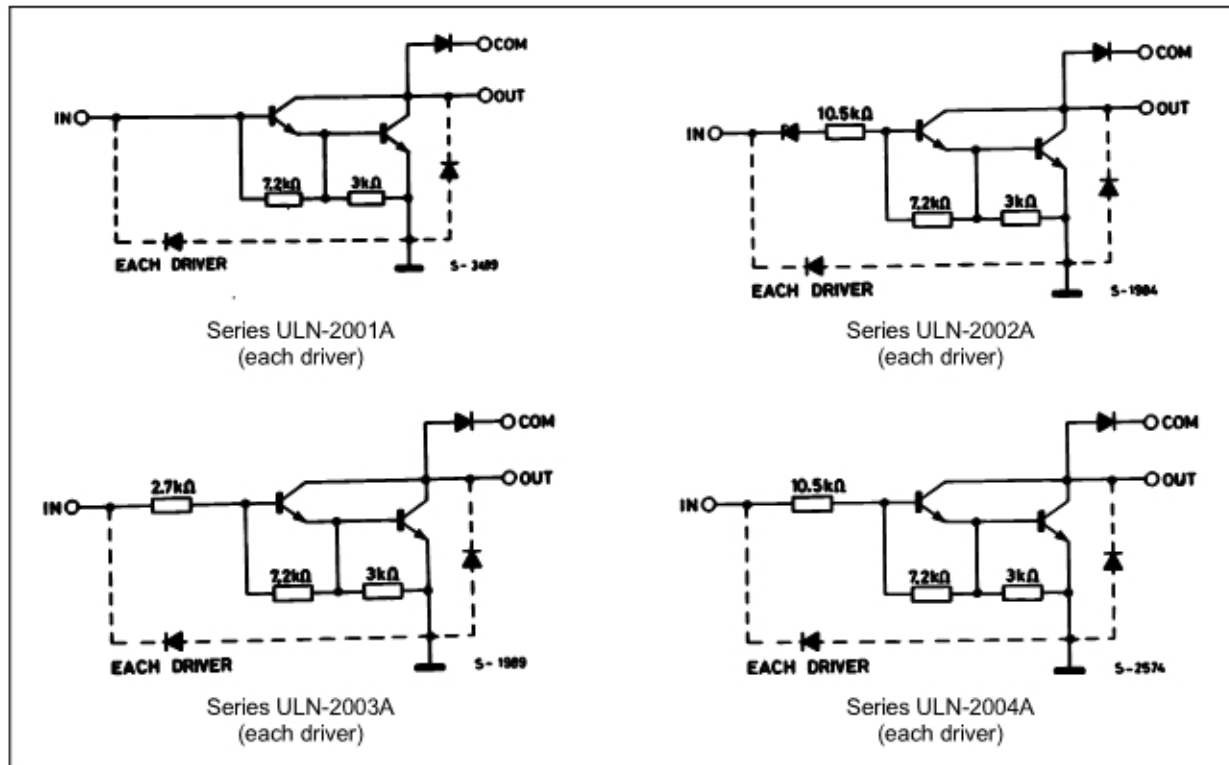 COM
OUT
IN
7.2kΩ 3kΩ
EACH DRIVER
S-3489
Series ULN-2001A
(each driver)
COM
OUT
IN 10.5kΩ
7.2kΩ 3kΩ
EACH DRIVER
S-1984
Series ULN-2002A
(each driver)
COM
OUT
IN 2.7kΩ
7.2kΩ 3kΩ
EACH DRIVER
S-1989
Series ULN-2003A
(each driver)
COM
OUT
IN 10.5kΩ
7.2kΩ 3kΩ
EACH DRIVER
S-2574
Series ULN-2004A
(each driver)